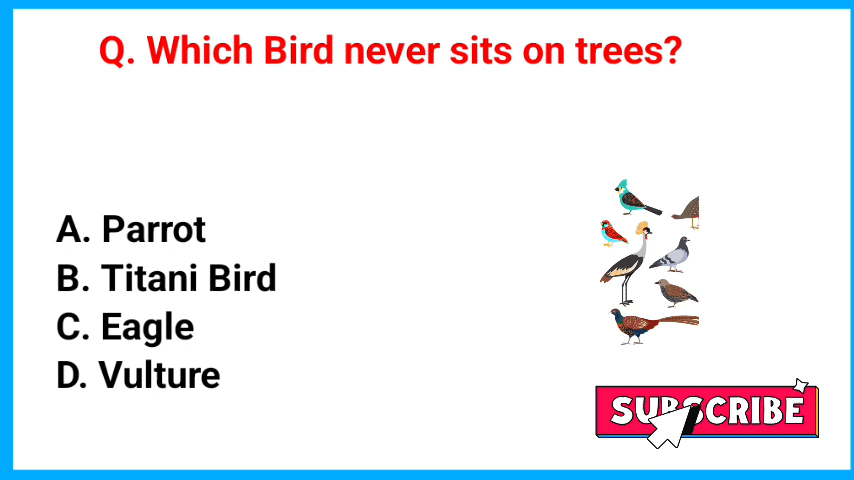 Q. Which Bird never sits on trees?
A. Parrot
B. Titani Bird
C. Eagle
D. Vulture
SUBSCRIBE